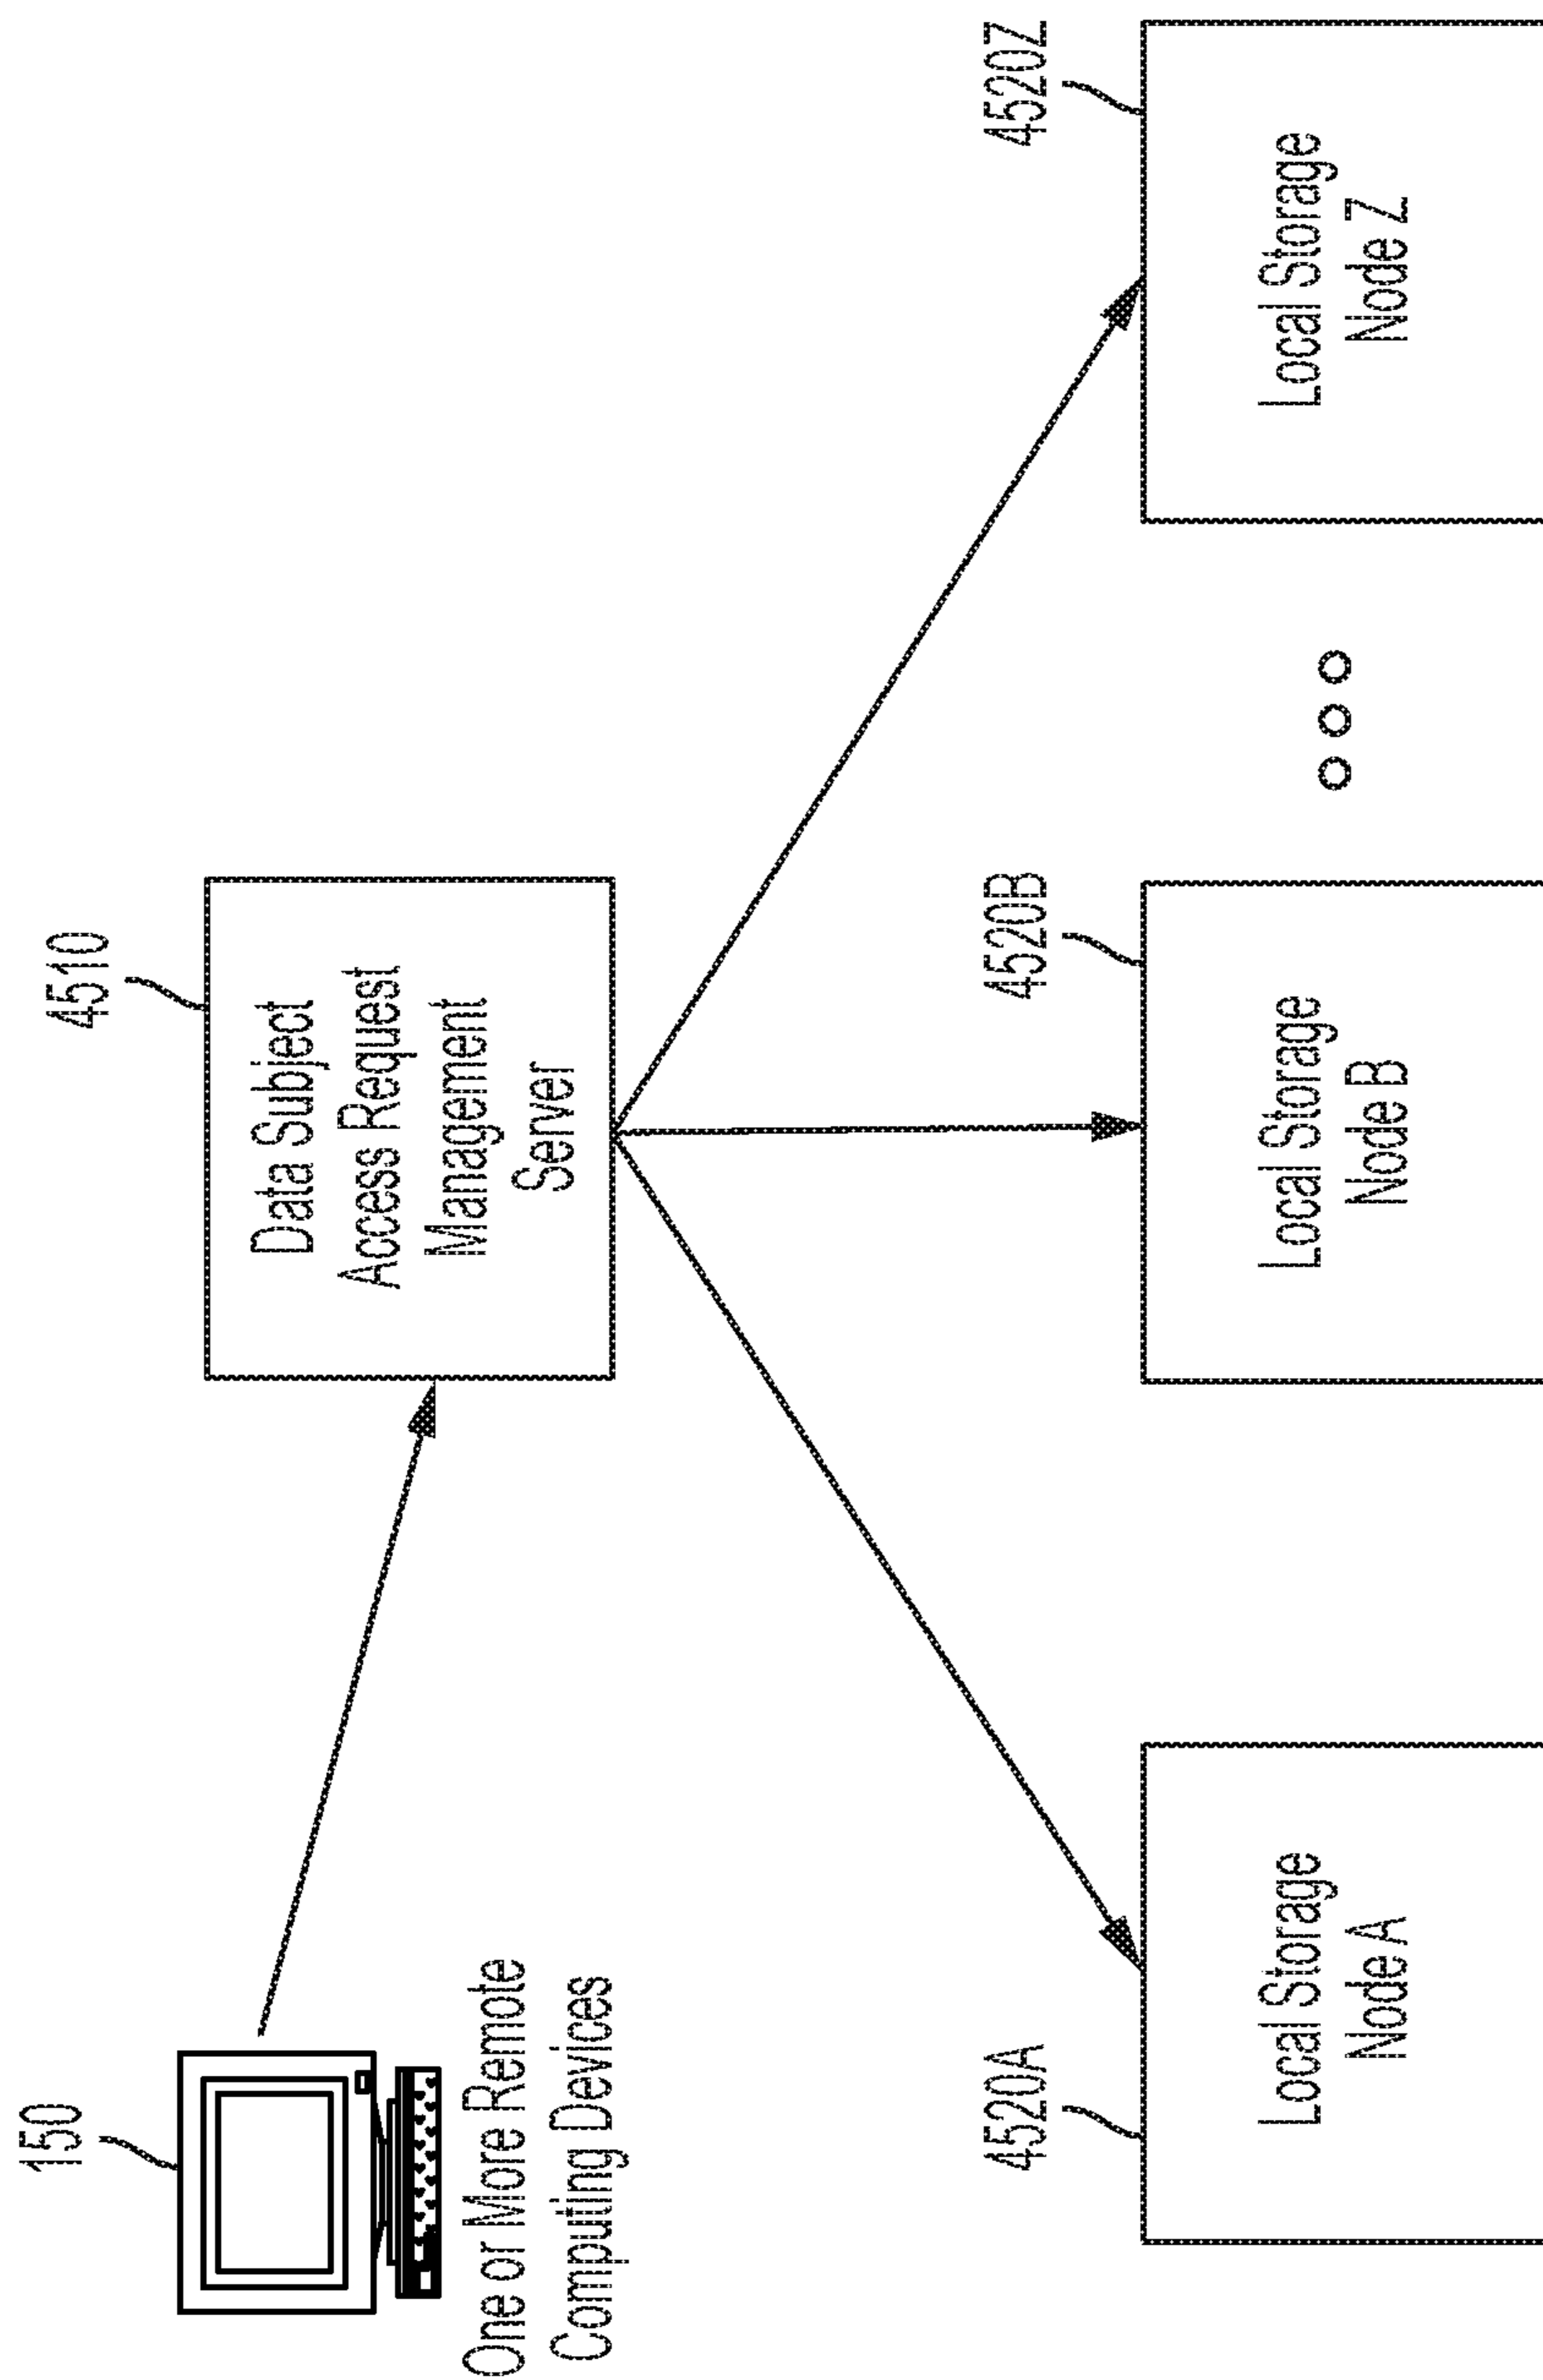 150
One or More Remote
Computing Devices
4510
Data Subject
Access Request
Management
Server
4520A
Local Storage
Node A
4520B
Local Storage
Node B
4520Z
Local Storage
Node Z